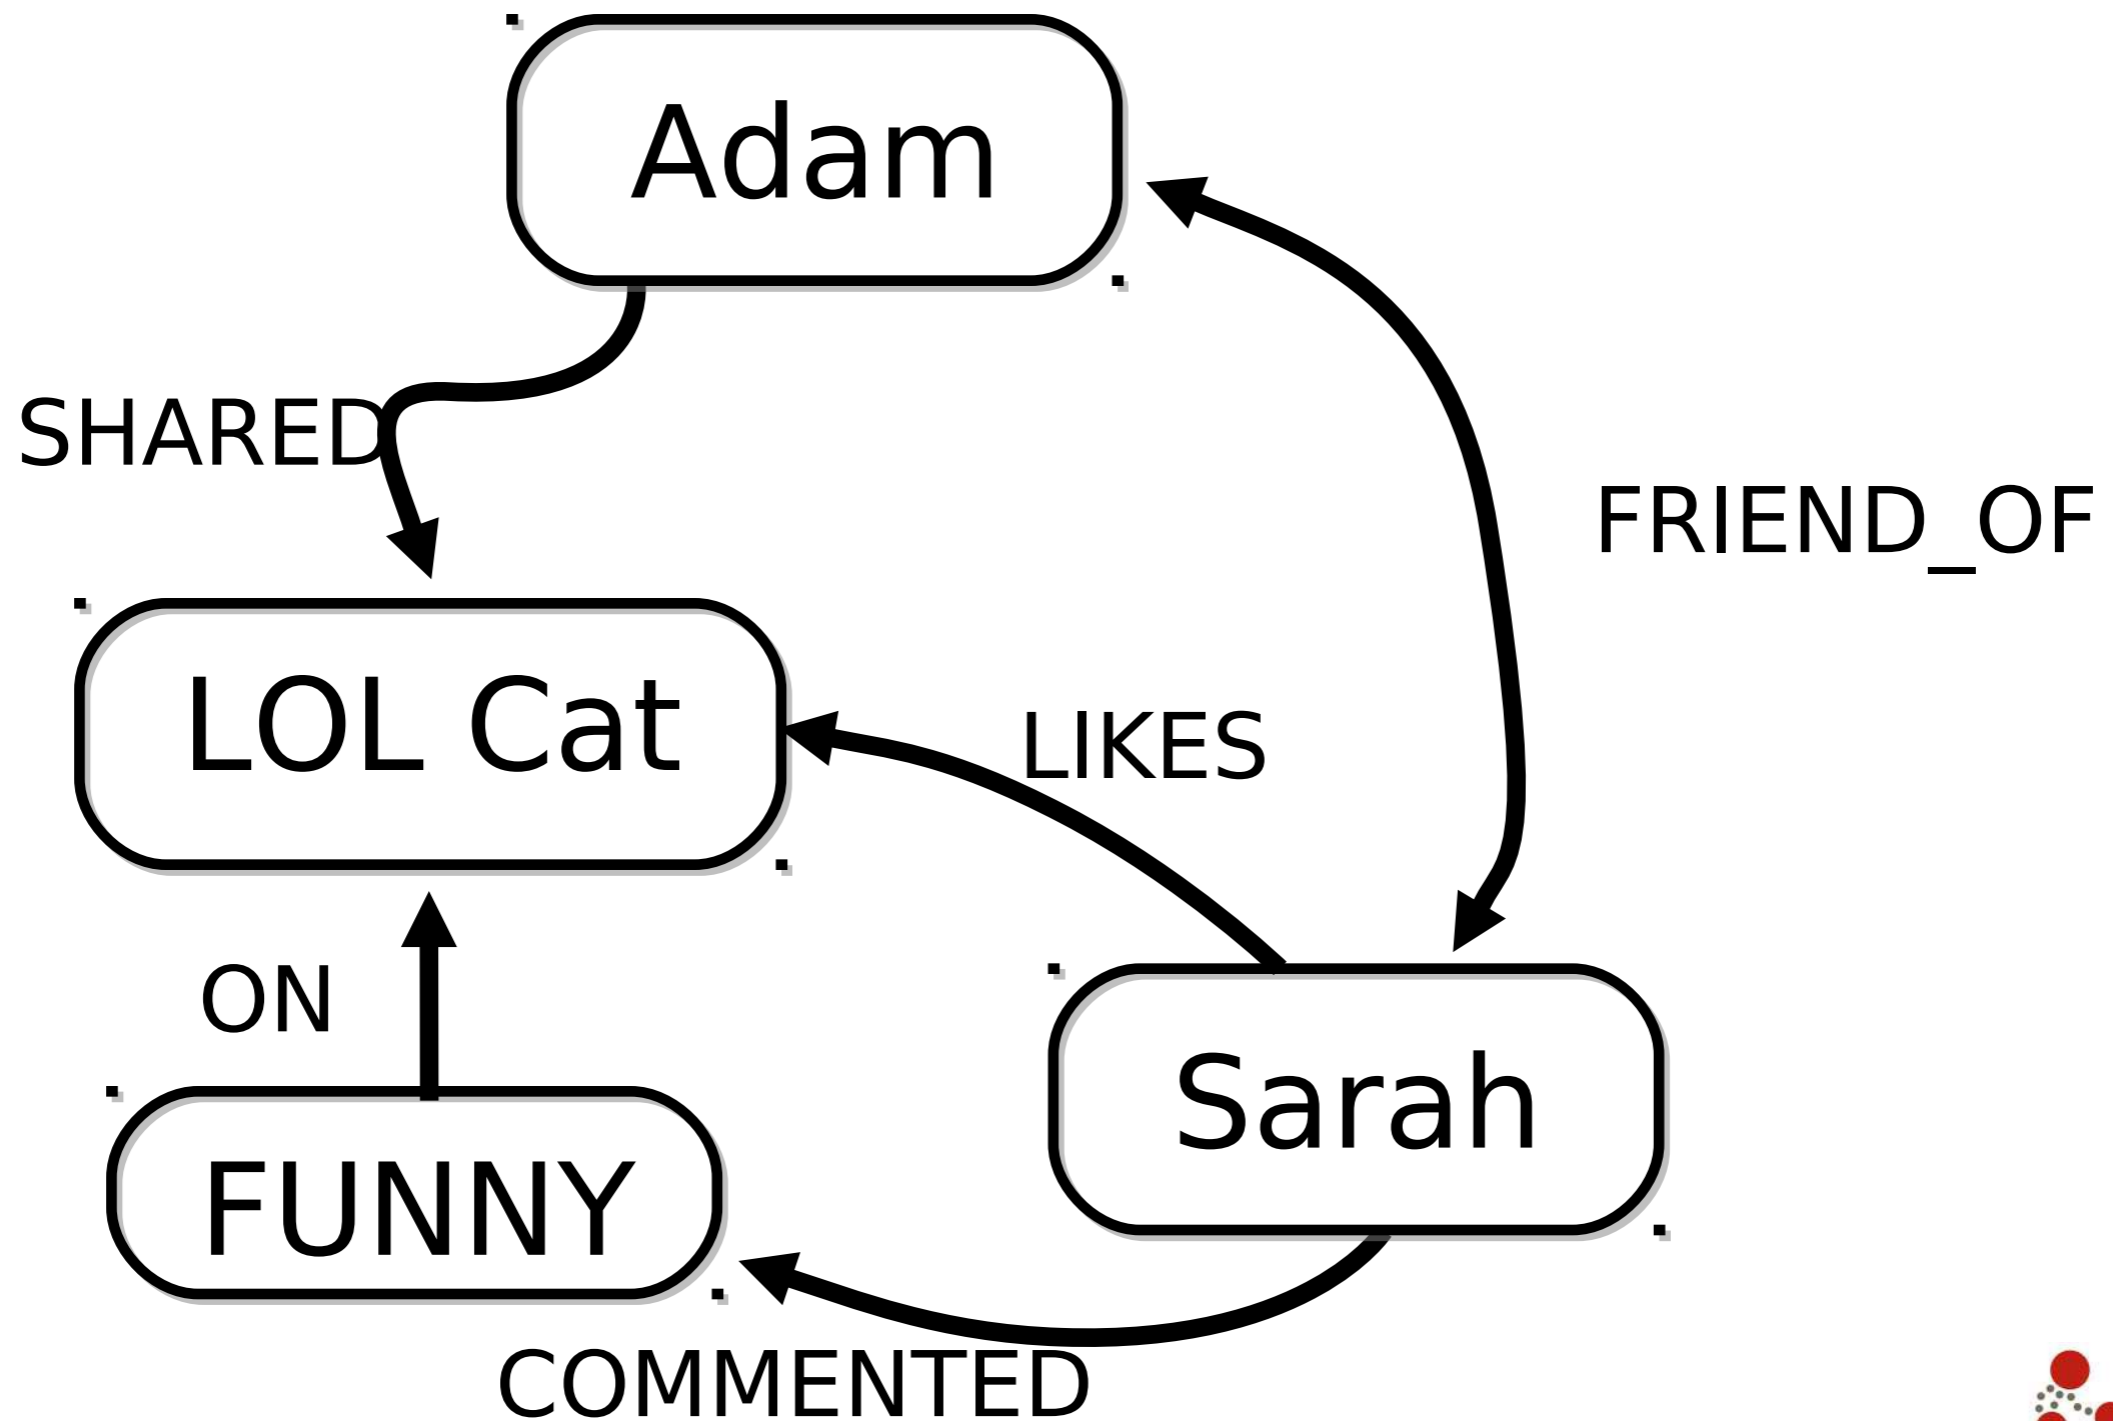 Adam
SHARED
FRIEND_OF
LOL Cat
LIKES
ON
Sarah
FUNNY
COMMENTED